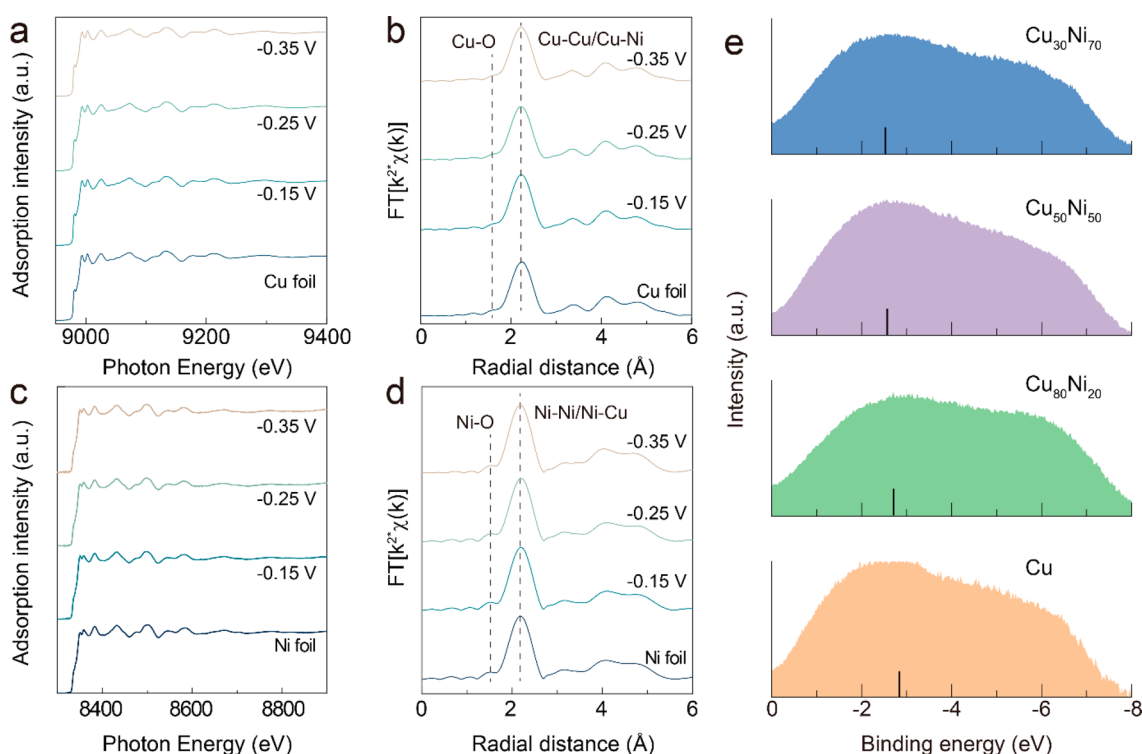 a
Adsorption intensity (a.u.)
-0.35 V
-0.25 V
-0.15 V
Cu foil
9000 9200 9400
Photon Energy (eV)
b
FT[k²*χ(k)]
Cu-O
Cu-Cu/Cu-Ni
-0.35 V
-0.25 V
-0.15 V
Cu foil
0 2 4 6
Radial distance (Å)
c
Adsorption intensity (a.u.)
-0.35 V
-0.25 V
-0.15 V
Ni foil
8400 8600 8800
Photon Energy (eV)
d
FT[k²*χ(k)]
Ni-O
Ni-Ni/Ni-Cu
-0.35 V
-0.25 V
-0.15 V
Ni foil
0 2 4 6
Radial distance (Å)
e
Intensity (a.u.)
Cu₃₀Ni₇₀
Cu₅₀Ni₅₀
Cu₈₀Ni₂₀
Cu
0 -2 -4 -6 -8
Binding energy (eV)